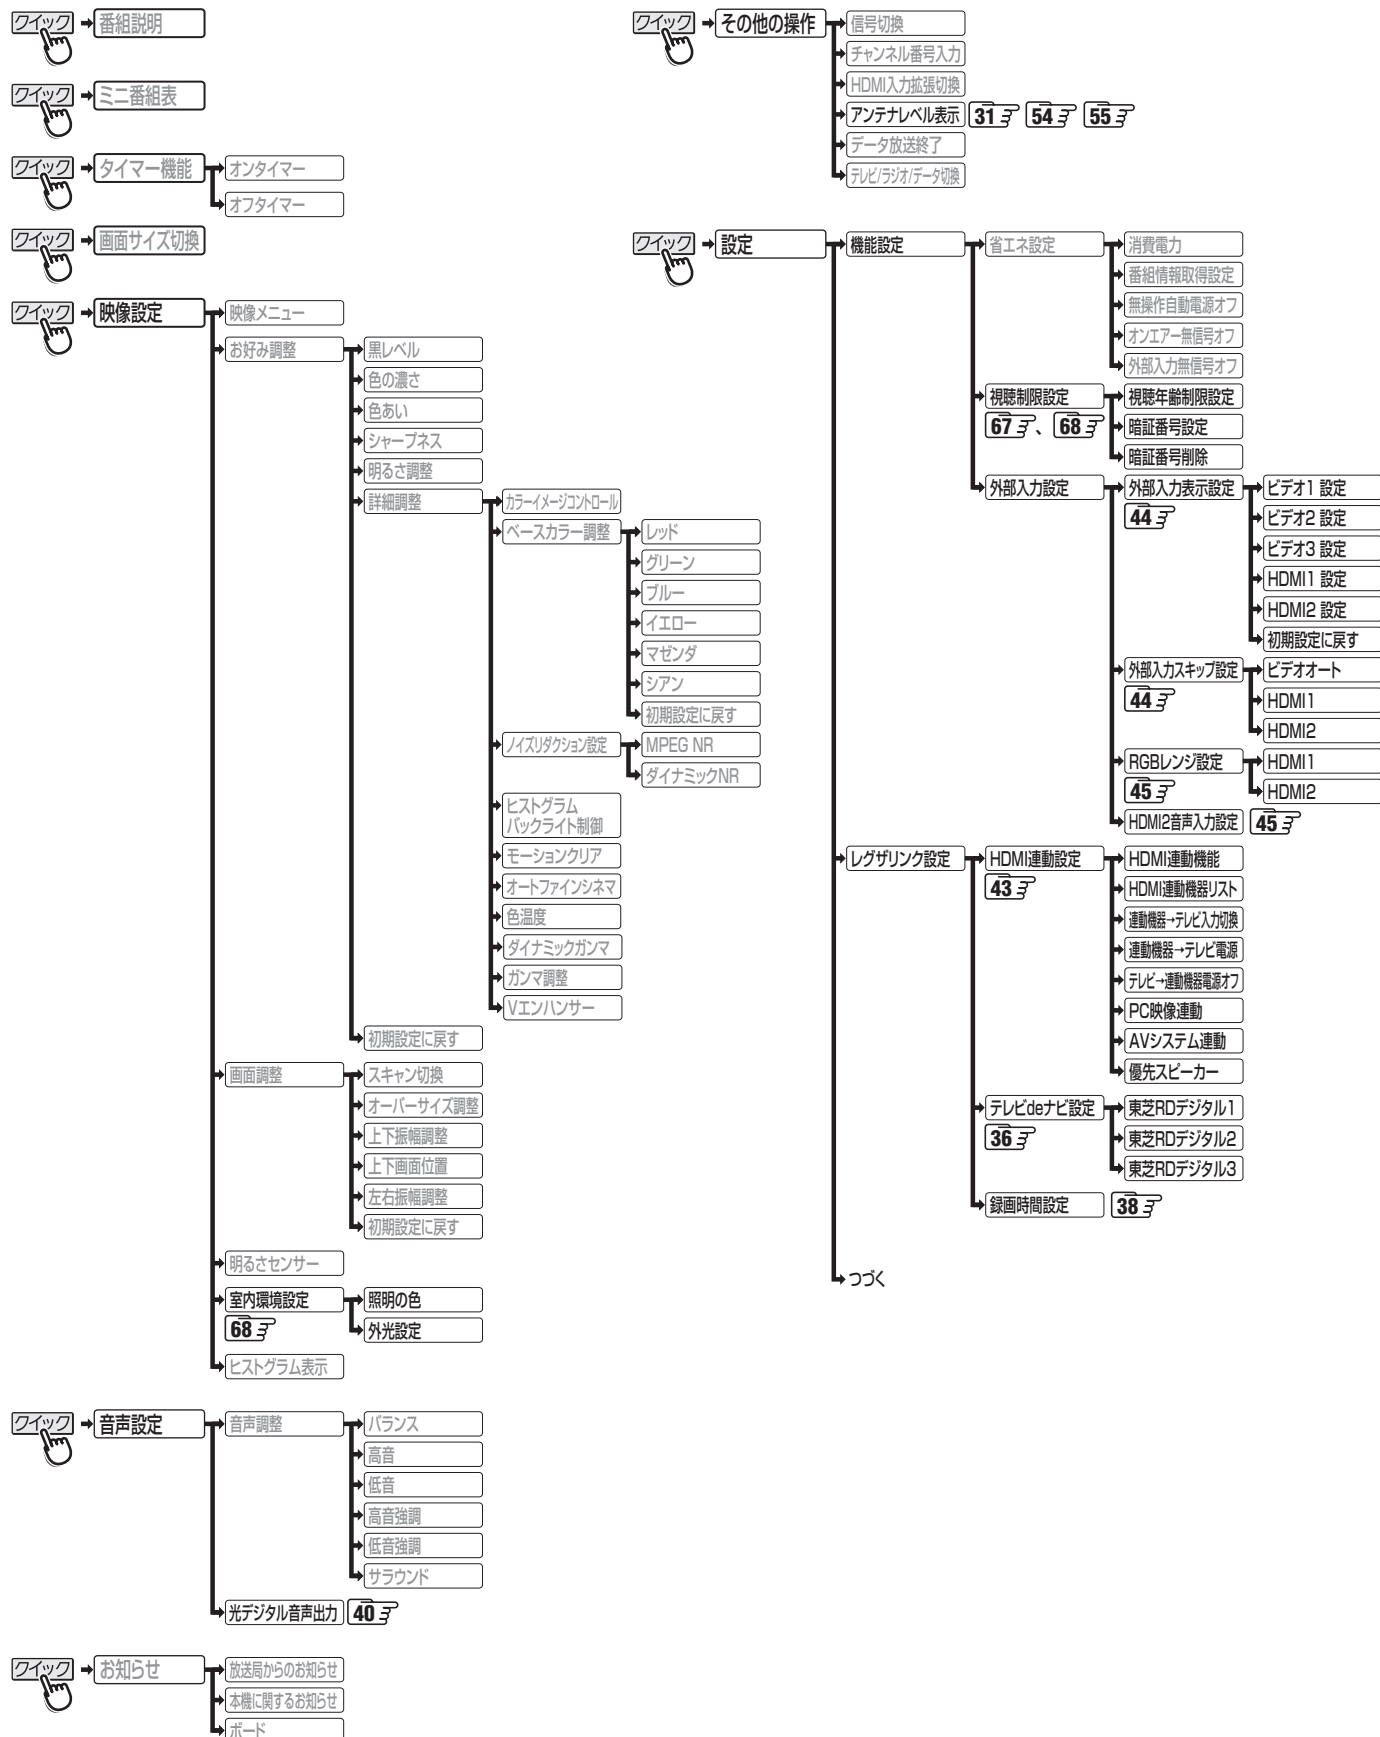 クイック
番組説明
クイック
ミニ番組表
クイック
タイマー機能
オンタイマー
オフタイマー
クイック
画面サイズ切換
クイック
映像設定
映像メニュー
お好み調整
黒レベル
色の濃さ
色あい
シャープネス
明るさ調整
詳細調整
カラーイメージコントロール
ベースカラー調整
レッド
グリーン
ブルー
イエロー
マゼンダ
シアン
初期設定に戻す
ノイズリダクション設定
MPEG NR
ダイナミックNR
ヒストグラム
バックライト制御
モーションクリア
オートファインシネマ
色温度
ダイナミックガンマ
ガンマ調整
Vエンハンサー
初期設定に戻す
画面調整
スキャン切換
オーバーサイズ調整
上下振幅調整
上下画面位置
左右振幅調整
初期設定に戻す
明るさセンサー
室内環境設定
68
照明の色
外光設定
ヒストグラム表示
クイック
音声設定
音声調整
バランス
高音
低音
高音強調
低音強調
サラウンド
光デジタル音声出力 40
クイック
お知らせ
放送局からのお知らせ
本機に関するお知らせ
ボード
クイック
その他の操作
信号切換
チャンネル番号入力
HDMI入力拡張切換
アンテナレベル表示 31 54 55
データ放送終了
テレビ/ラジオ/データ切換
クイック
設定
機能設定
省エネ設定
消費電力
番組情報取得設定
無操作自動電源オフ
オンエアー無信号オフ
外部入力無信号オフ
視聴制限設定
67、68
視聴年齢制限設定
暗証番号設定
暗証番号削除
外部入力設定
外部入力表示設定
44
ビデオ1 設定
ビデオ2 設定
ビデオ3 設定
HDMI1 設定
HDMI2 設定
初期設定に戻す
外部入力スキップ設定
44
ビデオオート
HDMI1
HDMI2
RGBレンジ設定
45
HDMI1
HDMI2
HDMI2音声入力設定 45
レグザリンク設定
HDMI連動設定
43
HDMI連動機能
HDMI連動機器リスト
連動機器→テレビ入力切換
連動機器→テレビ電源
テレビ→連動機器電源オフ
PC映像連動
AVシステム連動
優先スピーカー
テレビdeナビ設定
36
東芝RDデジタル1
東芝RDデジタル2
東芝RDデジタル3
録画時間設定 38
つづく